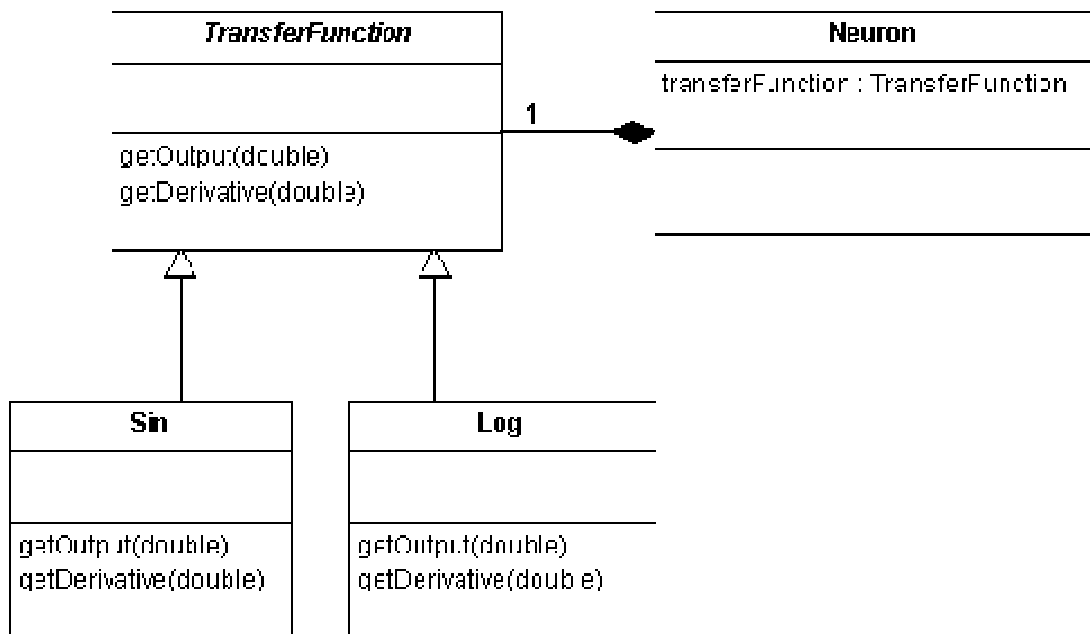 TransferFunction
getOutput(double)
getDerivative(double)
1
Neuron
transferFunction : TransferFunction
Sin
getOutput(double)
getDerivative(double)
Log
getOutput(double)
getDerivative(double)